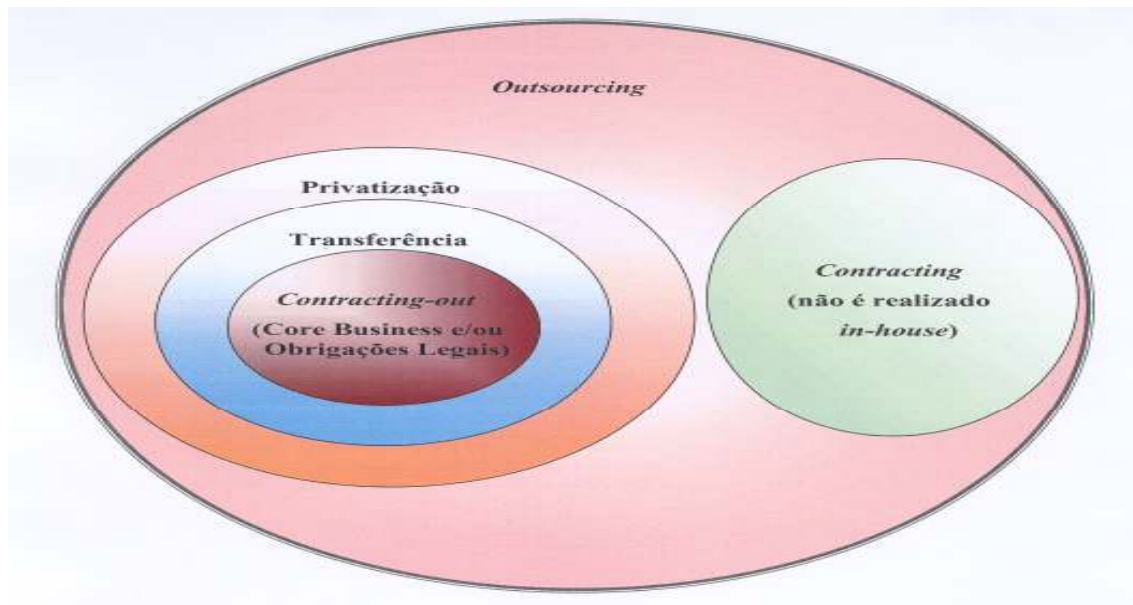 Outsourcing
Privatização
Transferência
Contracting-out
(Core Business e/ou
Obrigações Legais)
Contracting
(não é realizado
in-house)